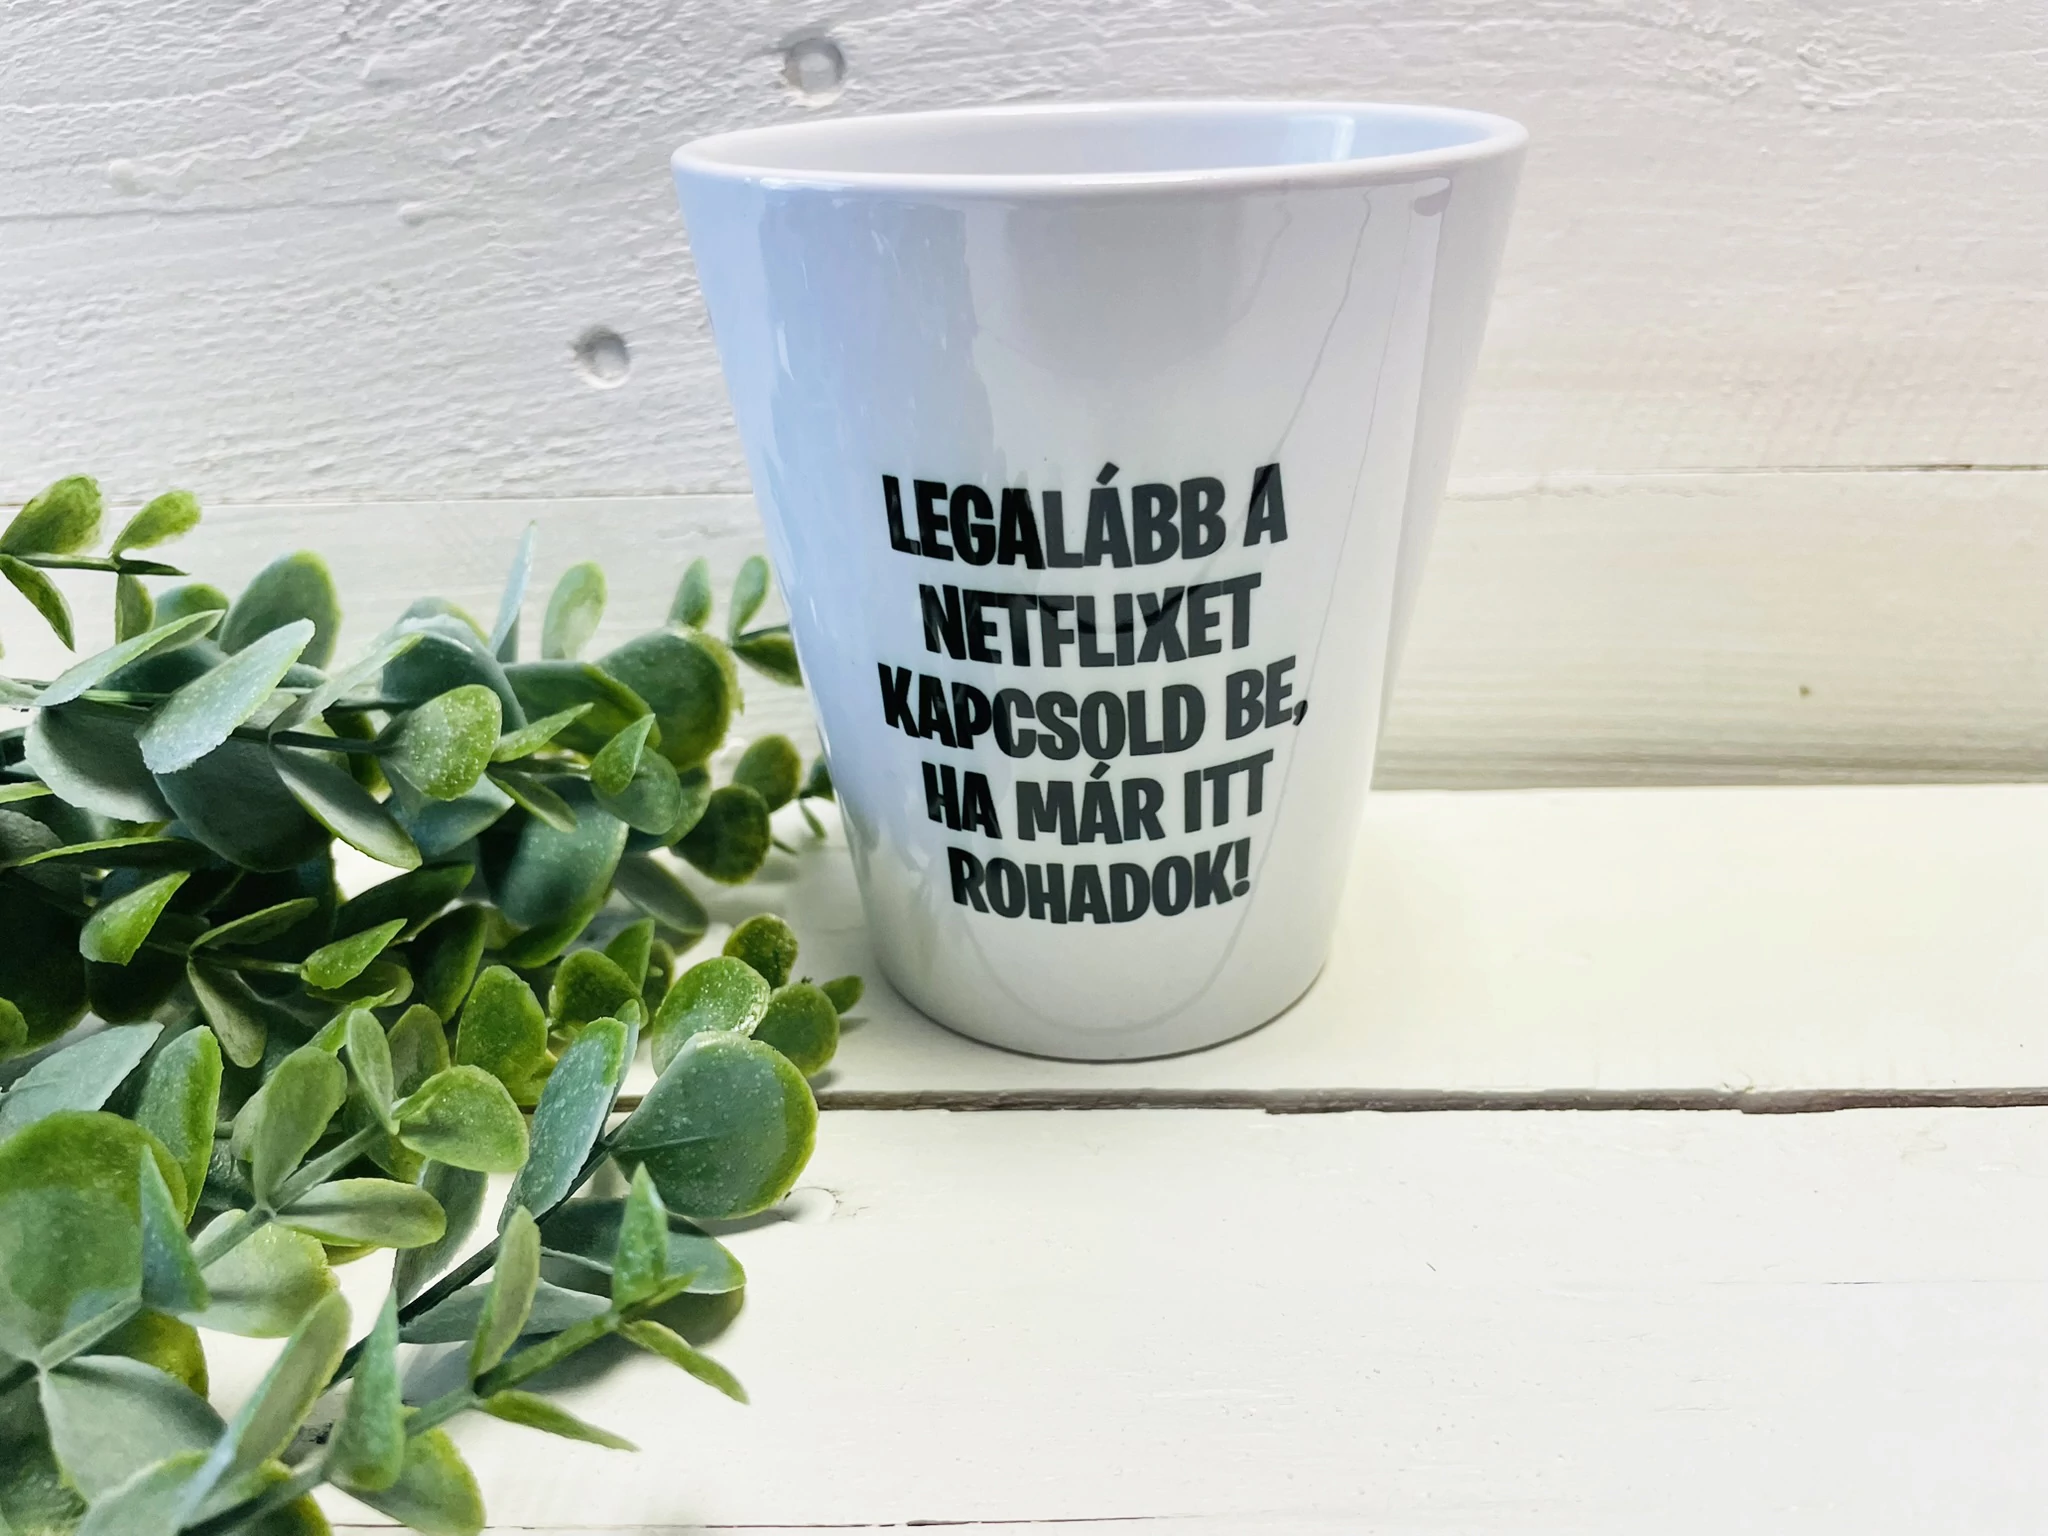 LEGALÁBB A
NETFLIXET
KAPCSOLD BE,
HA MÁR ITT
ROHADOK!